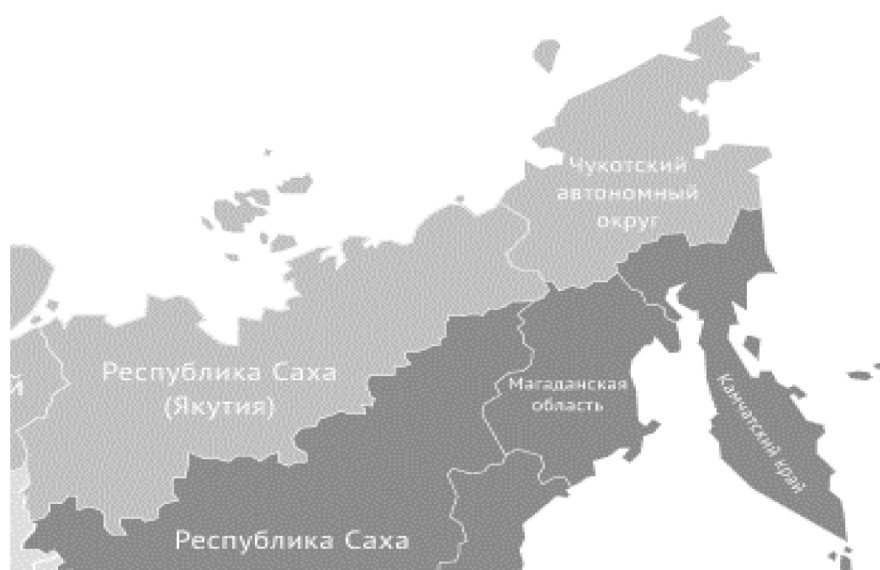 Чукотский
автономный
округ
Республика Саха
(Якутия)
й
Магаданская
область
Камчатский край
Республика Саха